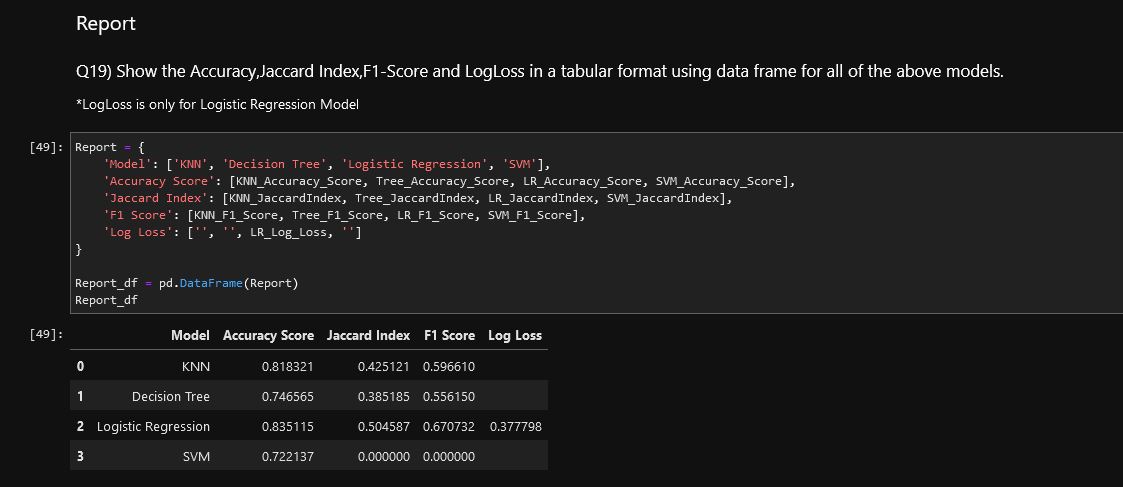 Report
Q19) Show the Accuracy,Jaccard Index,F1-Score and LogLoss in a tabular format using data frame for all of the above models.
*LogLoss is only for Logistic Regression Model
[49]: Report = {
    'Model': ['KNN', 'Decision Tree', 'Logistic Regression', 'SVM'],
    'Accuracy Score': [KNN_Accuracy_Score, Tree_Accuracy_Score, LR_Accuracy_Score, SVM_Accuracy_Score],
    'Jaccard Index': [KNN_JaccardIndex, Tree_JaccardIndex, LR_JaccardIndex, SVM_JaccardIndex],
    'F1 Score': [KNN_F1_Score, Tree_F1_Score, LR_F1_Score, SVM_F1_Score],
    'Log Loss': ['', '', LR_Log_Loss, '']
}
Report_df = pd.DataFrame(Report)
Report_df
[49]: Model Accuracy Score Jaccard Index F1 Score Log Loss
0 KNN 0.818321 0.425121 0.596610
1 Decision Tree 0.746565 0.385185 0.556150
2 Logistic Regression 0.835115 0.504587 0.670732 0.377798
3 SVM 0.722137 0.000000 0.000000